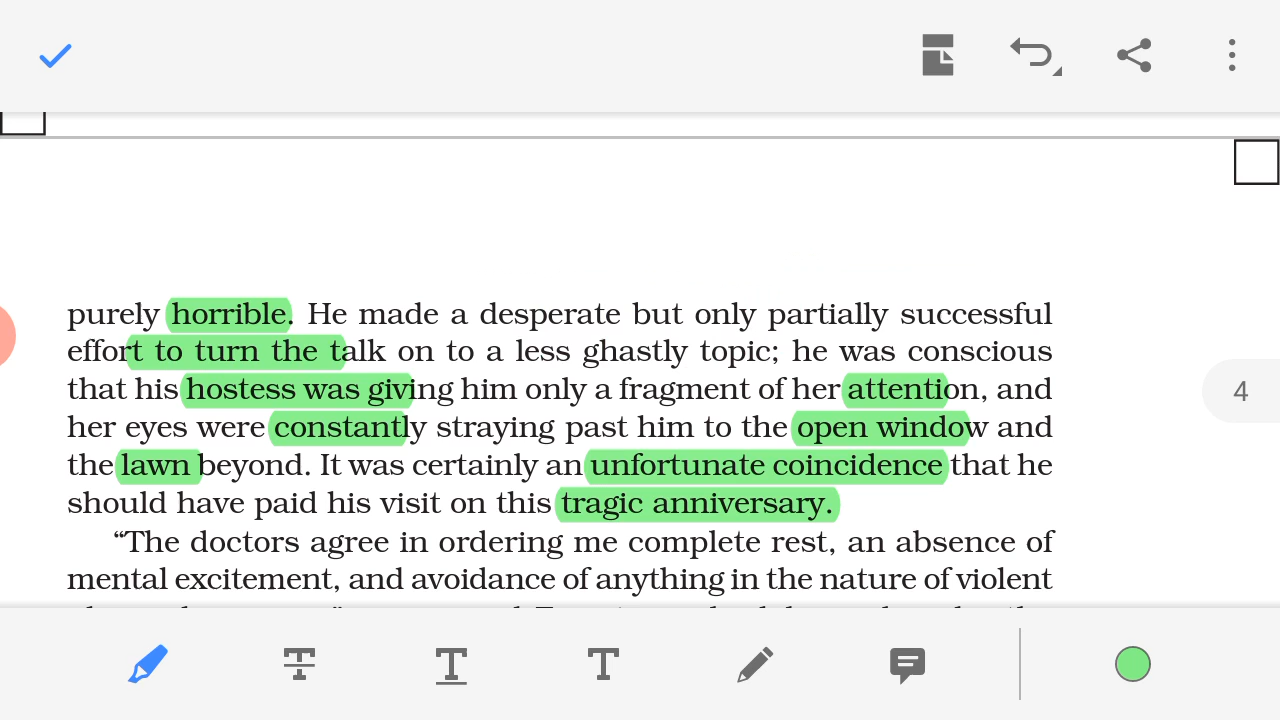 purely horrible. He made a desperate but only partially successful
effort to turn the talk on to a less ghastly topic; he was conscious
that his hostess was giving him only a fragment of her attention, and
her eyes were constantly straying past him to the open window and
the lawn beyond. It was certainly an unfortunate coincidence that he
should have paid his visit on this tragic anniversary.
“The doctors agree in ordering me complete rest, an absence of
mental excitement, and avoidance of anything in the nature of violent
4